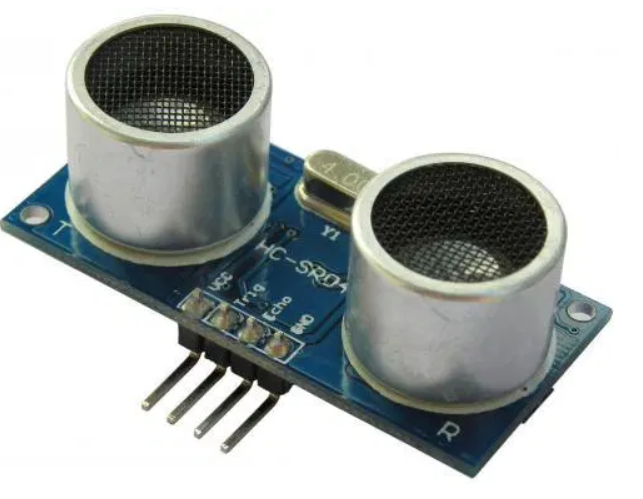 T
4.00
Y1
HC-SR04
VCC
Trig
Echo
GND
R